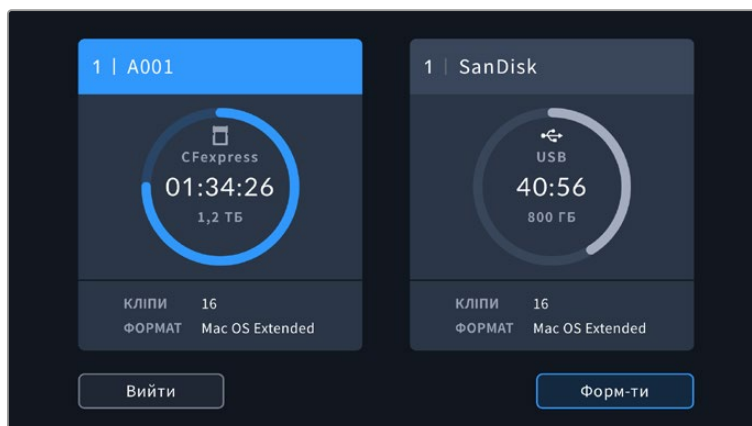 1 | A001
CFexpress
01:34:26
1,2 ТБ
КЛІПИ 16
ФОРМАТ Mac OS Extended
1 | SanDisk
USB
40:56
800 ГБ
КЛІПИ 16
ФОРМАТ Mac OS Extended
Вийти
Форм-ти